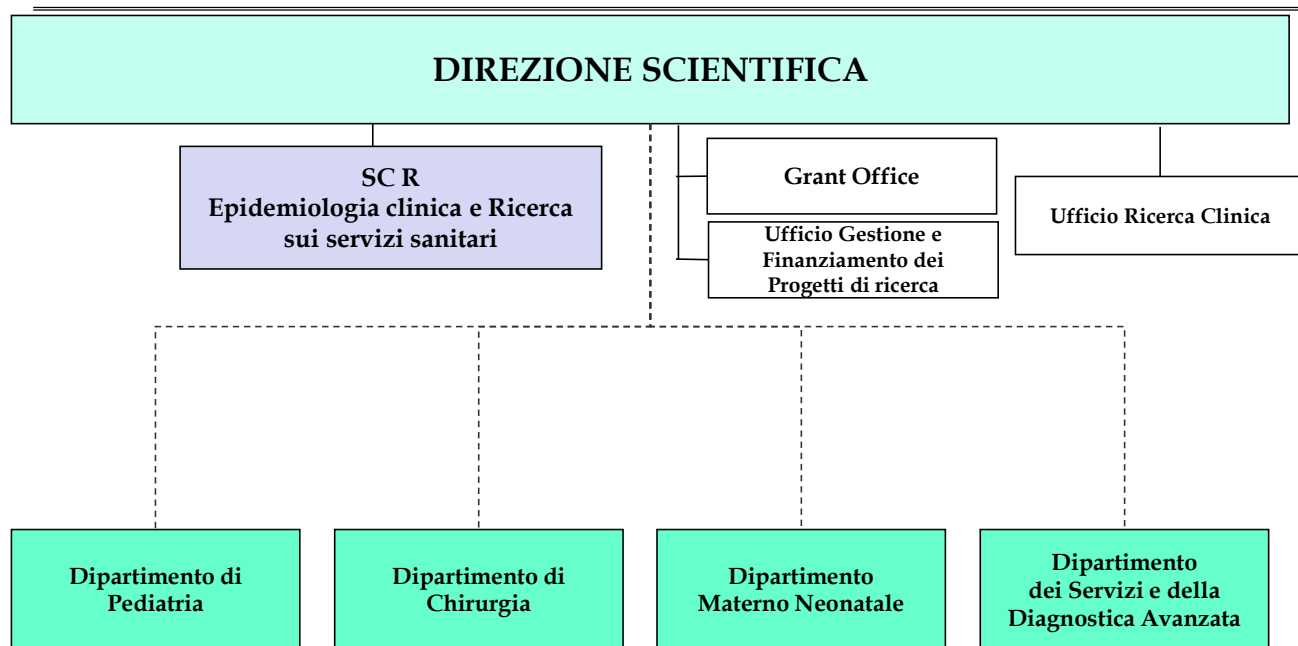 DIREZIONE SCIENTIFICA
SC R
Epidemiologia clinica e Ricerca
sui servizi sanitari
Grant Office
Ufficio Gestione e
Finanziamento dei
Progetti di ricerca
Ufficio Ricerca Clinica
Dipartimento di
Pediatria
Dipartimento di
Chirurgia
Dipartimento
Materno Neonatale
Dipartimento
dei Servizi e della
Diagnostica Avanzata